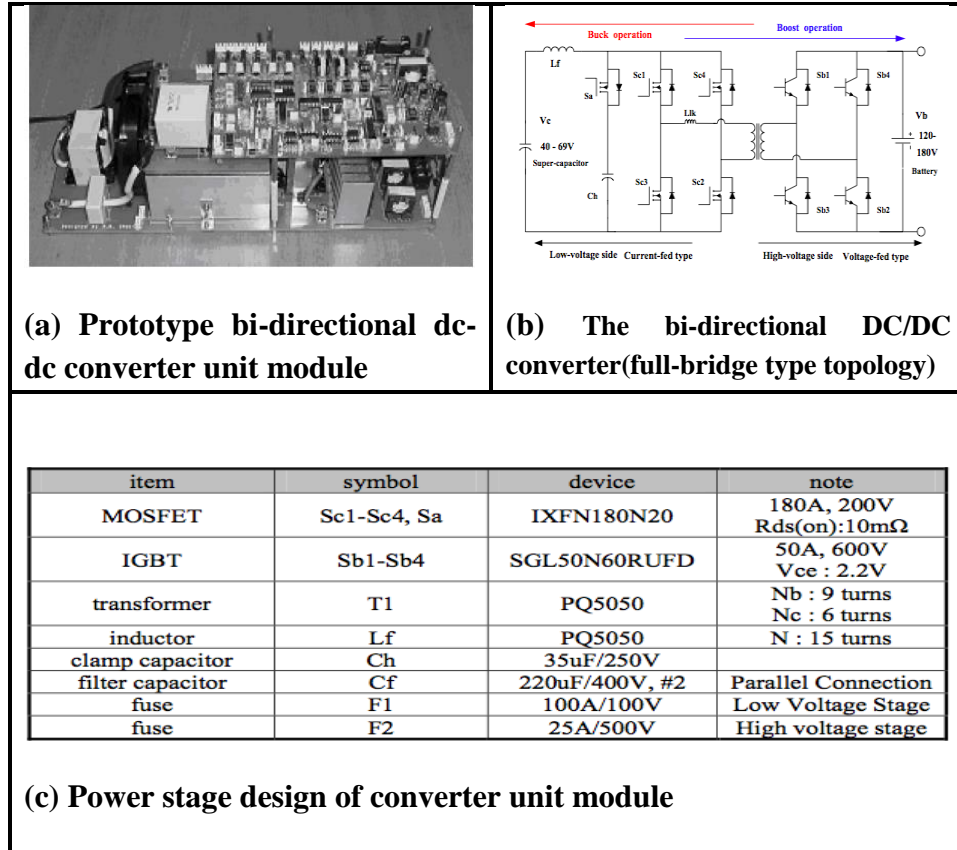 Buck operation
Boost operation
Lf
Sa
Sc1
Sc4
Sb1
Sb4
Llk
Vc
40 - 69V
Super-capacitor
Vb
120-
180V
Battery
Ch
Sc3
Sc2
Sb3
Sb2
Low-voltage side Current-fed type
High-voltage side Voltage-fed type
(a) Prototype bi-directional dc-
dc converter unit module
(b) The bi-directional DC/DC
converter(full-bridge type topology)
item symbol device note
MOSFET Sc1-Sc4, Sa IXFN180N20 180A, 200V
Rds(on):10mΩ
IGBT Sb1-Sb4 SGL50N60RUFD 50A, 600V
Vce : 2.2V
transformer T1 PQ5050 Nb : 9 turns
Nc : 6 turns
inductor Lf PQ5050 N : 15 turns
clamp capacitor Ch 35uF/250V
filter capacitor Cf 220uF/400V, #2 Parallel Connection
fuse F1 100A/100V Low Voltage Stage
fuse F2 25A/500V High voltage stage
(c) Power stage design of converter unit module